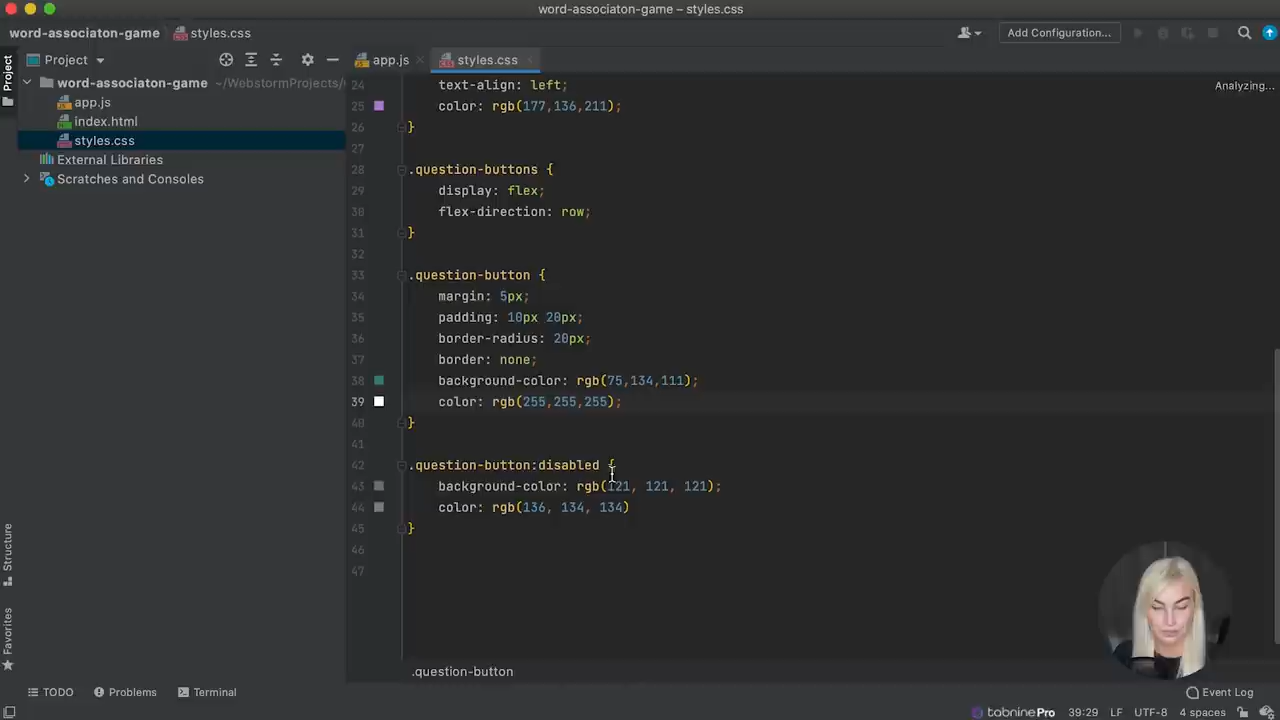 word-associaton-game – styles.css
word-associaton-game
styles.css
Add Configuration...
Project
Project
app.js
styles.css
word-associaton-game ~/WebstormProjects/
app.js
index.html
styles.css
External Libraries
Scratches and Consoles
Analyzing...
24 text-align: left;
25 color: rgb(177,136,211);
26 }
27
28 .question-buttons {
29 display: flex;
30 flex-direction: row;
31 }
32
33 .question-button {
34 margin: 5px;
35 padding: 10px 20px;
36 border-radius: 20px;
37 border: none;
38 background-color: rgb(75,134,111);
39 color: rgb(255,255,255);
40 }
41
42 .question-button:disabled {
43 background-color: rgb(121, 121, 121);
44 color: rgb(136, 134, 134)
45 }
46
47
Structure
Favorites
.question-button
TODO
Problems
Terminal
Event Log
tabninePro
39:29 LF UTF-8 4 spaces